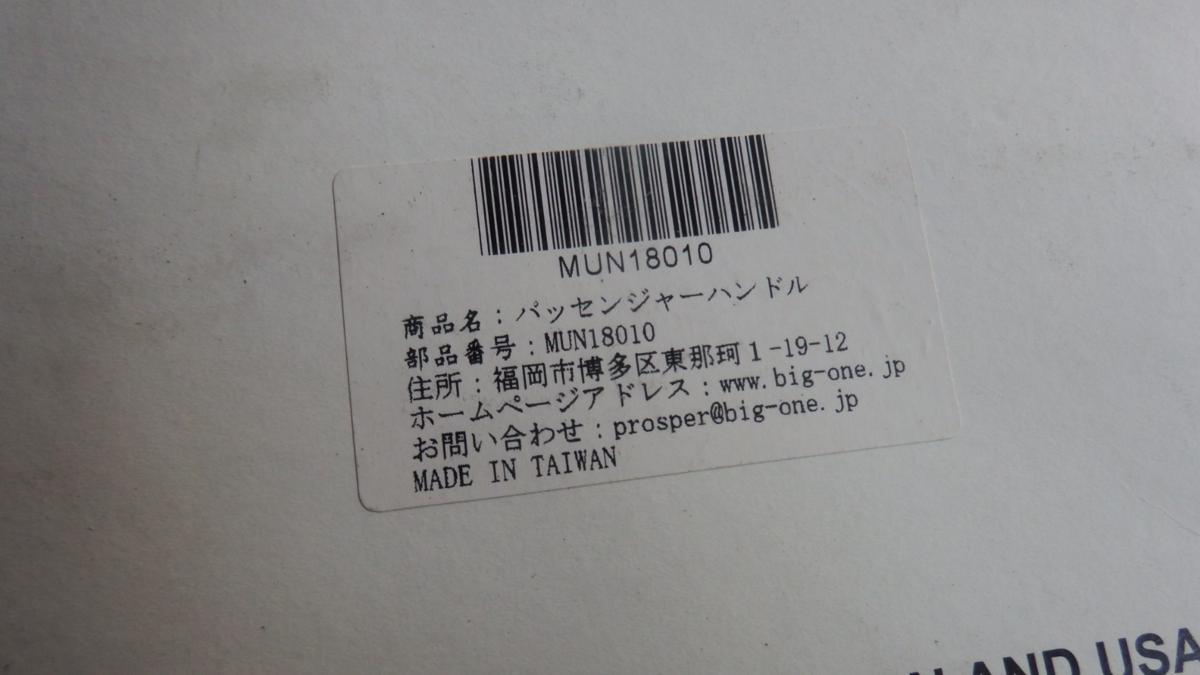 MUN18010
商品名：パッセンジャーハンドル
部品番号：MUN18010
住所：福岡市博多区東那珂1-19-12
ホームページアドレス：www.big-one.jp
お問い合わせ：prosper@big-one.jp
MADE IN TAIWAN
AND USA